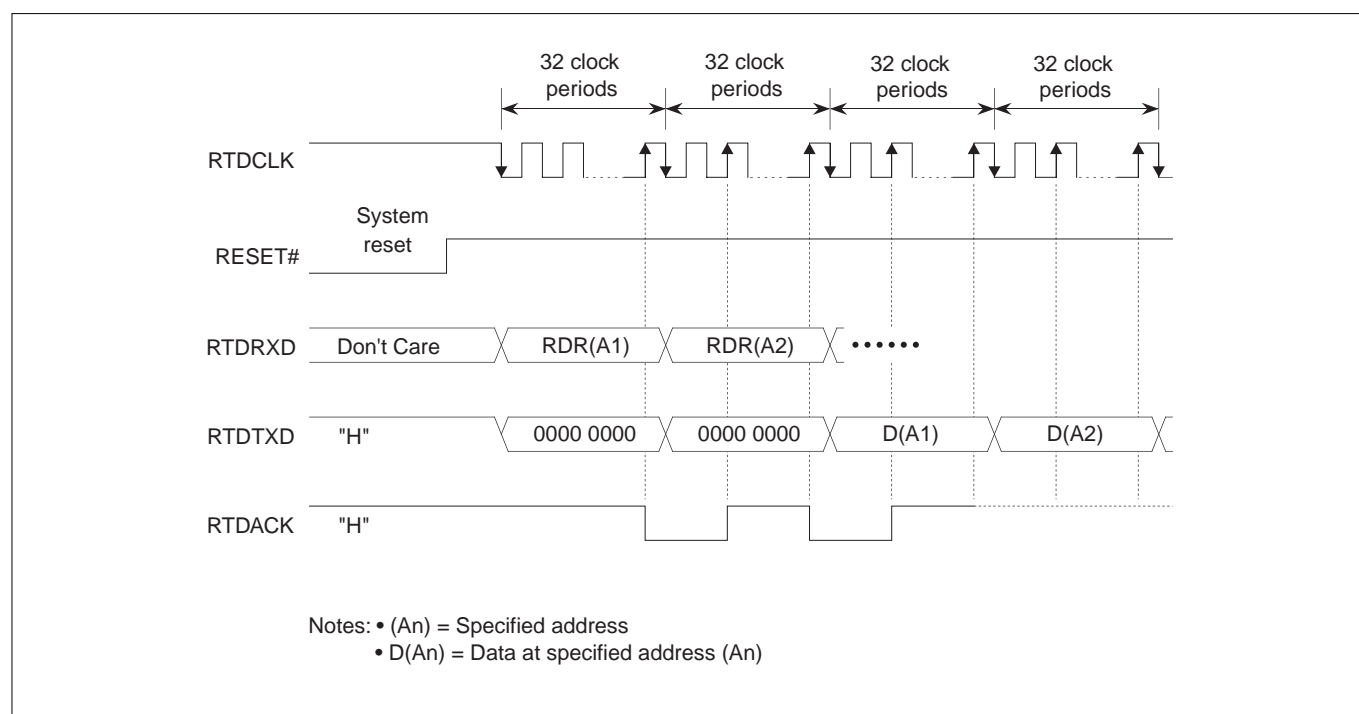 32 clock periods
32 clock periods
32 clock periods
32 clock periods
RTDCLK
System reset
RESET#
RTDRXD Don't Care RDR(A1) RDR(A2) ••••••
RTDTXD "H" 0000 0000 0000 0000 D(A1) D(A2)
RTDACK "H"
Notes: • (An) = Specified address
• D(An) = Data at specified address (An)